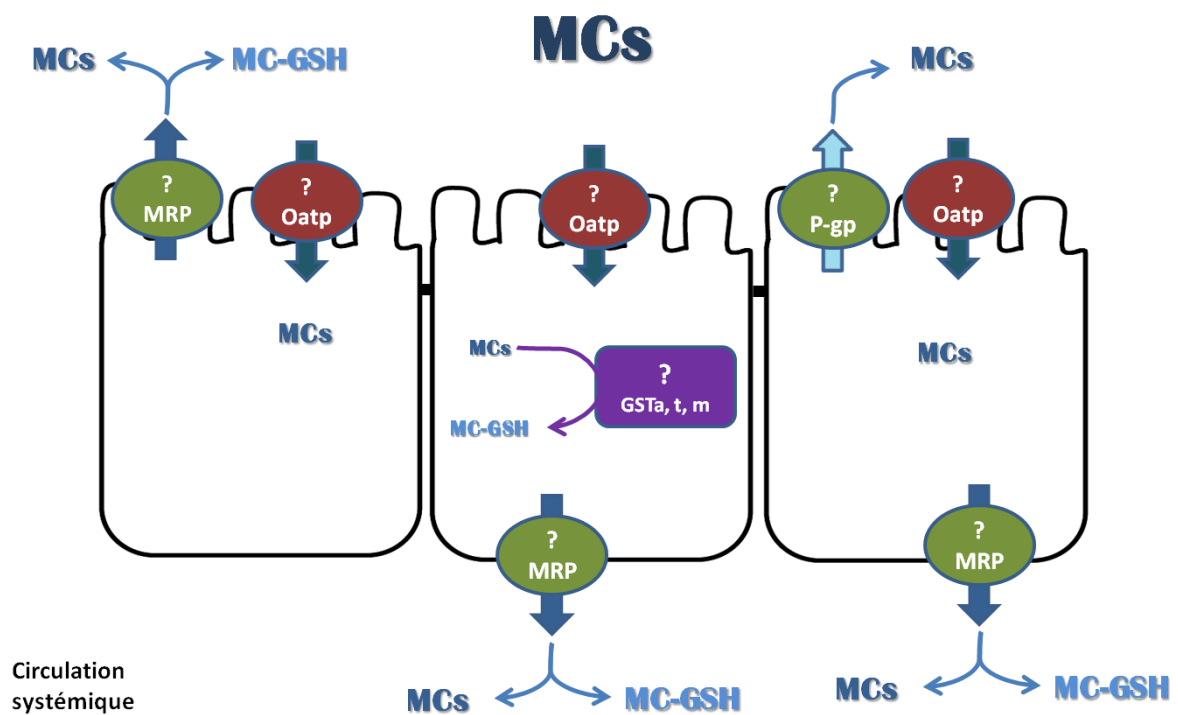 MCs
MCs
MC-GSH
MCs
?
MRP
?
Oatp
?
Oatp
?
P-gp
?
Oatp
MCs
MCs
MCs
?
GSTa, t, m
MC-GSH
?
MRP
?
MRP
Circulation
systémique
MCs
MC-GSH
MCs
MC-GSH